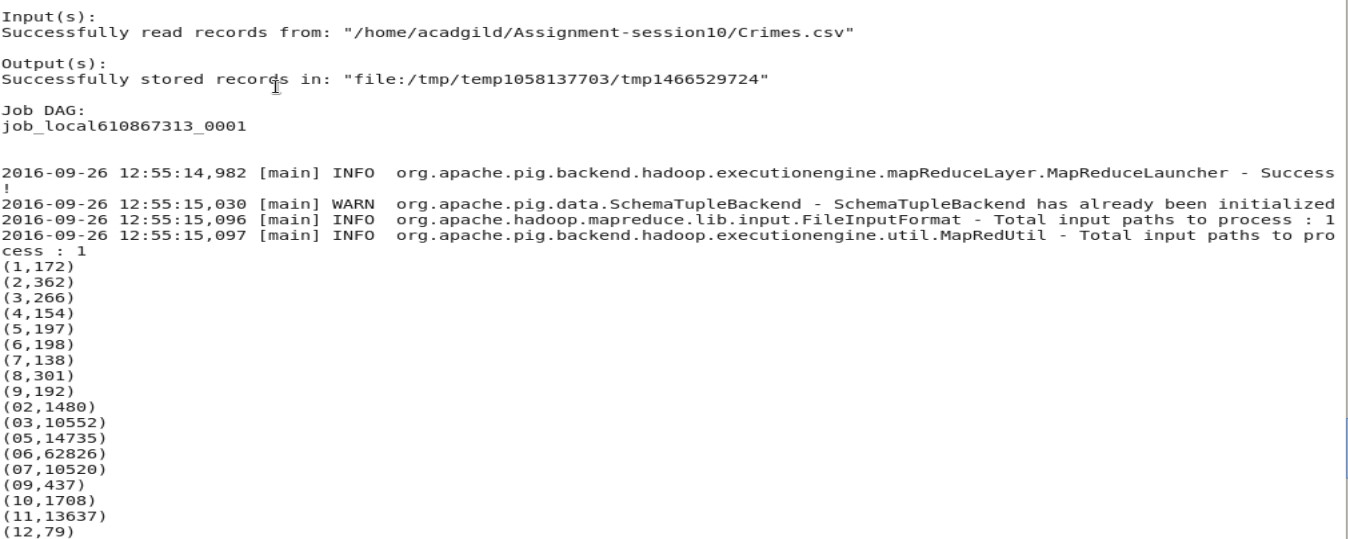 Input(s):
Successfully read records from: "/home/acadgild/Assignment-session10/Crimes.csv"
Output(s):
Successfully stored records in: "file:/tmp/temp1058137703/tmp1466529724"
Job DAG:
job_local610867313_0001
2016-09-26 12:55:14,982 [main] INFO  org.apache.pig.backend.hadoop.executionengine.mapReduceLayer.MapReduceLauncher - Success
!
2016-09-26 12:55:15,030 [main] WARN  org.apache.pig.data.SchemaTupleBackend - SchemaTupleBackend has already been initialized
2016-09-26 12:55:15,096 [main] INFO  org.apache.hadoop.mapreduce.lib.input.FileInputFormat - Total input paths to process : 1
2016-09-26 12:55:15,097 [main] INFO  org.apache.pig.backend.hadoop.executionengine.util.MapRedUtil - Total input paths to pro
cess : 1
(1,172)
(2,362)
(3,266)
(4,154)
(5,197)
(6,198)
(7,138)
(8,301)
(9,192)
(02,1480)
(03,10552)
(05,14735)
(06,62826)
(07,10520)
(09,437)
(10,1708)
(11,13637)
(12,79)